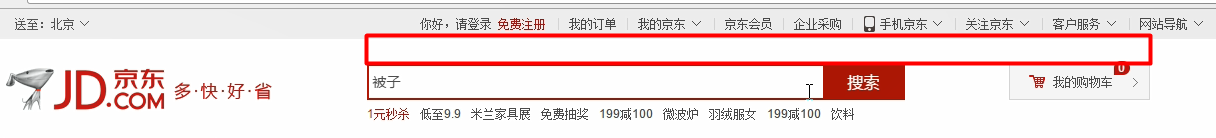 送至：北京
你好，请登录 免费注册 我的订单 我的京东 京东会员 企业采购 手机京东 关注京东 客户服务 网站导航
JD京东.COM 多·快·好·省
被子 搜索
0
我的购物车
1元秒杀 低至9.9 米兰家具展 免费抽奖 199减100 微波炉 羽绒服女 199减100 饮料